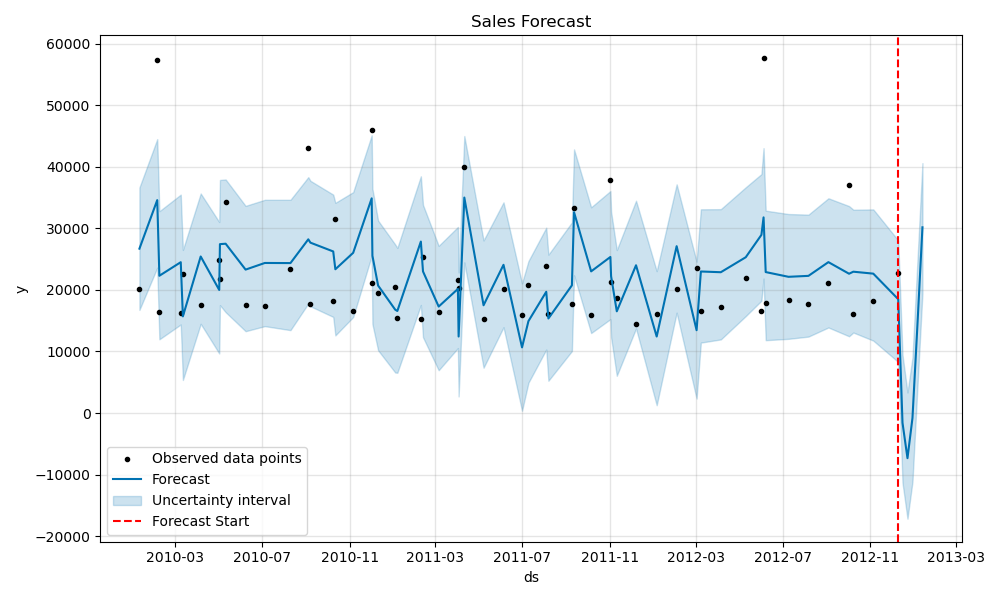 Sales Forecast
60000
50000
40000
30000
20000
10000
0
−10000
−20000
y
Observed data points
Forecast
Uncertainty interval
Forecast Start
2010-03 2010-07 2010-11 2011-03 2011-07 2011-11 2012-03 2012-07 2012-11 2013-03
ds